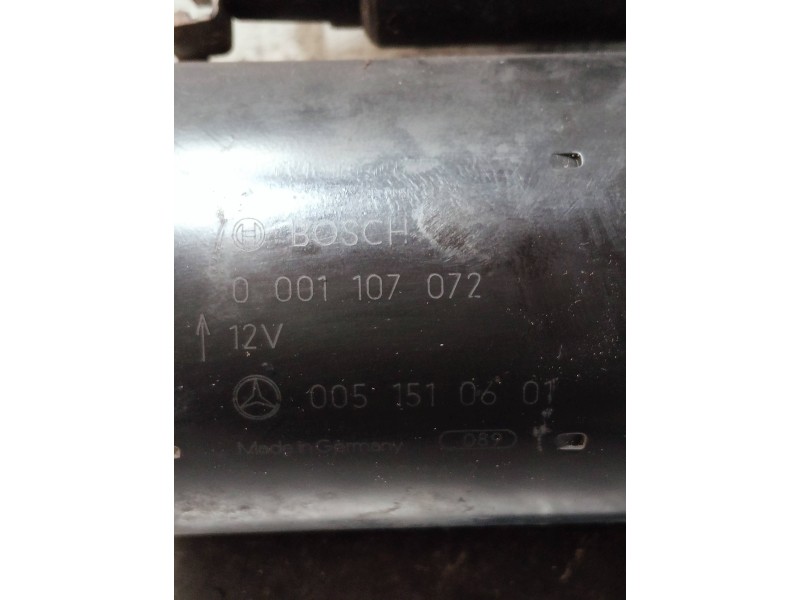 BOSCH
0 001 107 072
12V
005 151 06 01
Made in Germany 089